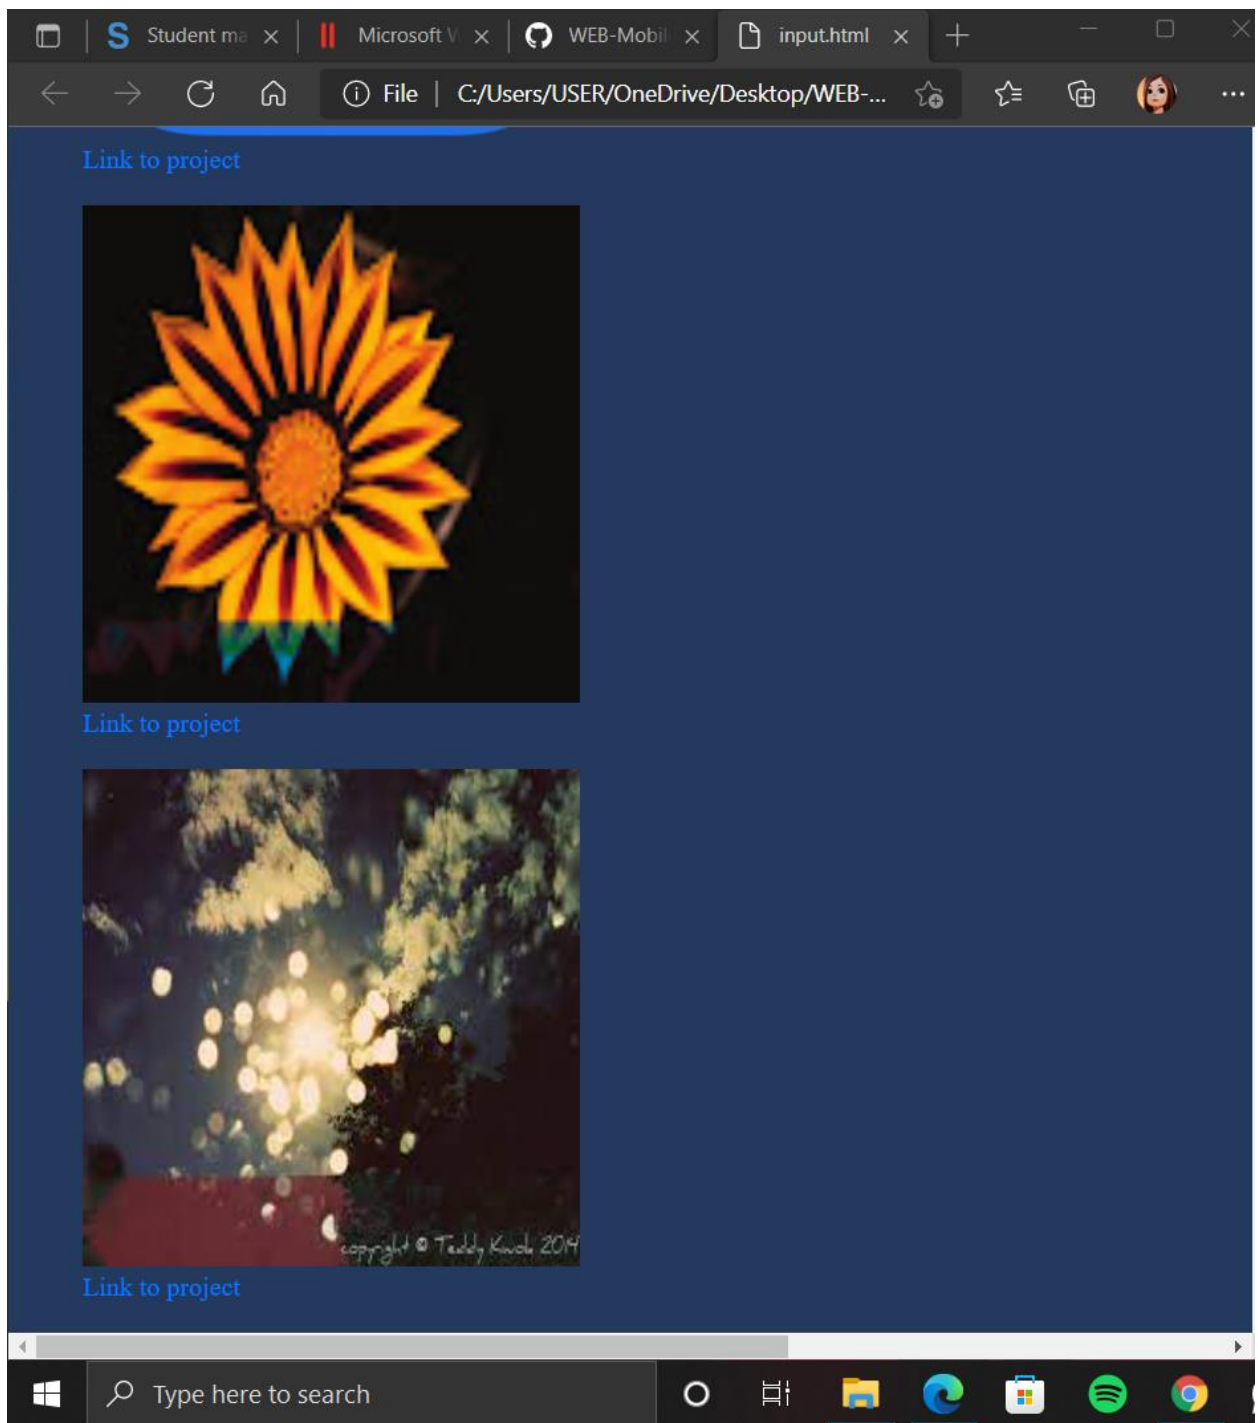 Student ma
Microsoft W
WEB-Mobil
input.html
File
C:/Users/USER/OneDrive/Desktop/WEB-...
Link to project
Link to project
copyright © Teddy Kwok 2014
Link to project
Type here to search